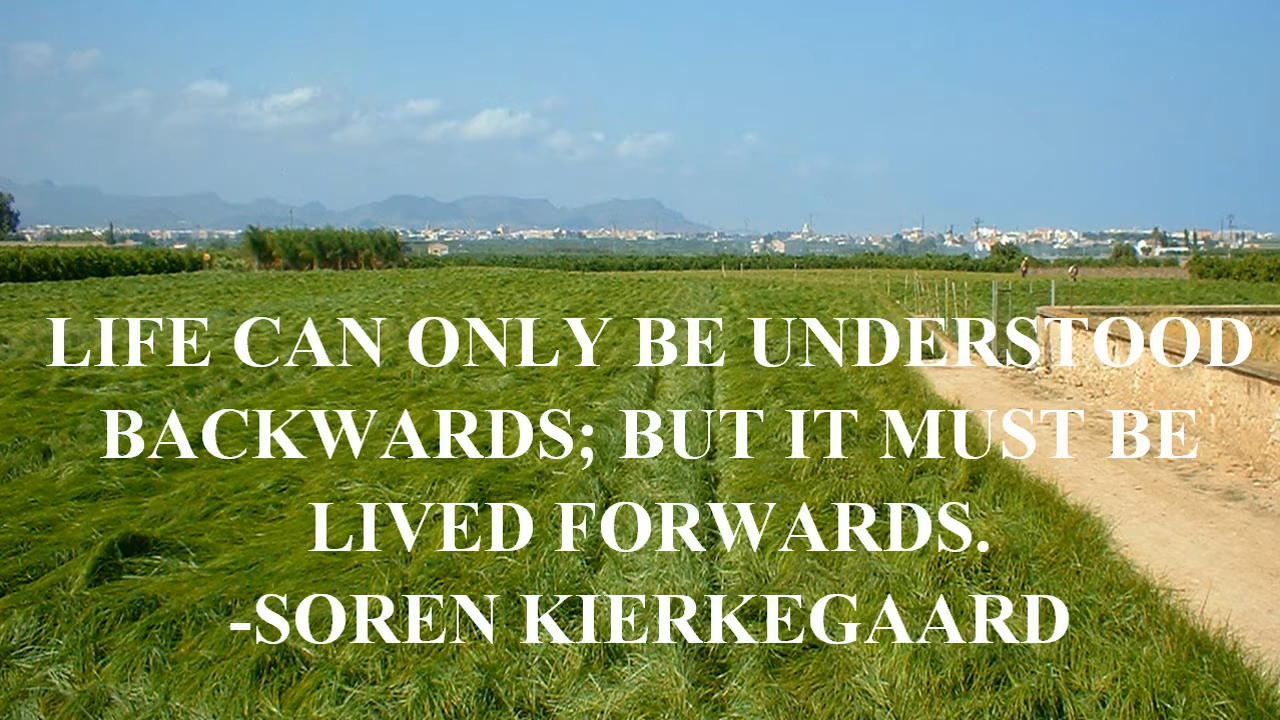 LIFE CAN ONLY BE UNDERSTOOD
BACKWARDS; BUT IT MUST BE
LIVED FORWARDS.
-SOREN KIERKEGAARD